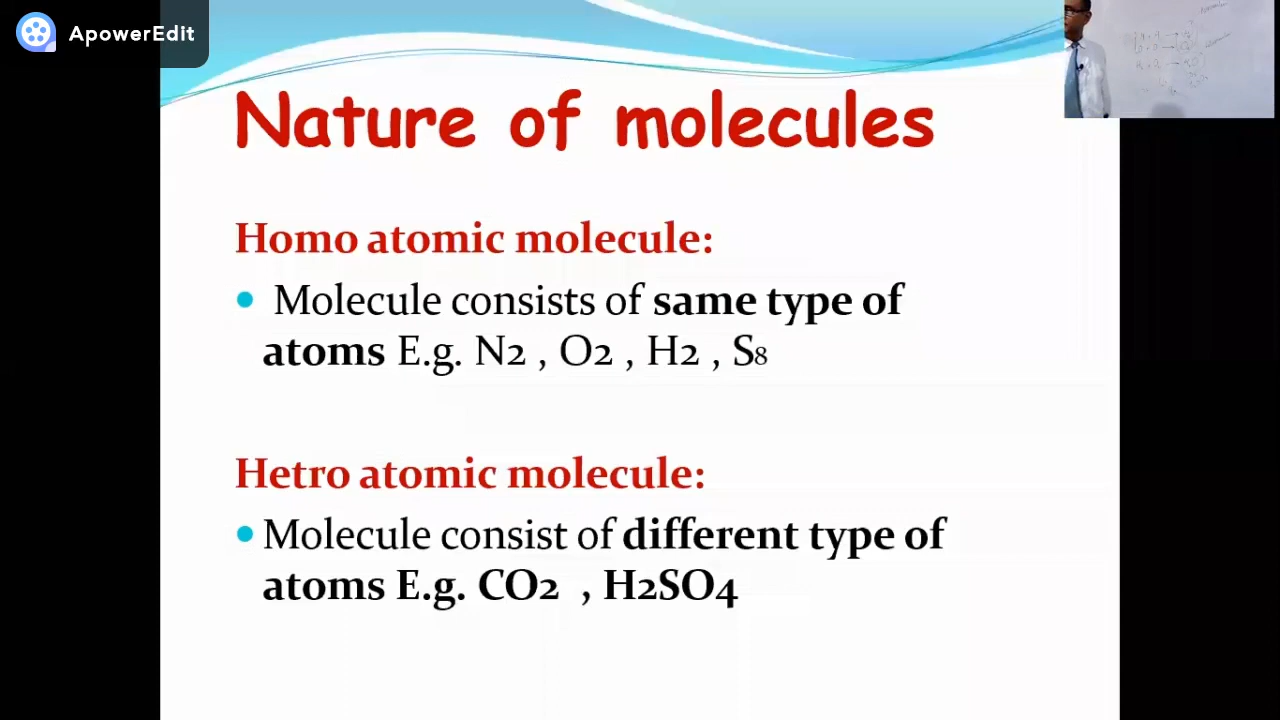 ApowerEdit
Nature of molecules
Homo atomic molecule:
• Molecule consists of same type of
atoms E.g. N2 , O2 , H2 , S8
Hetro atomic molecule:
• Molecule consist of different type of
atoms E.g. CO2 , H2SO4